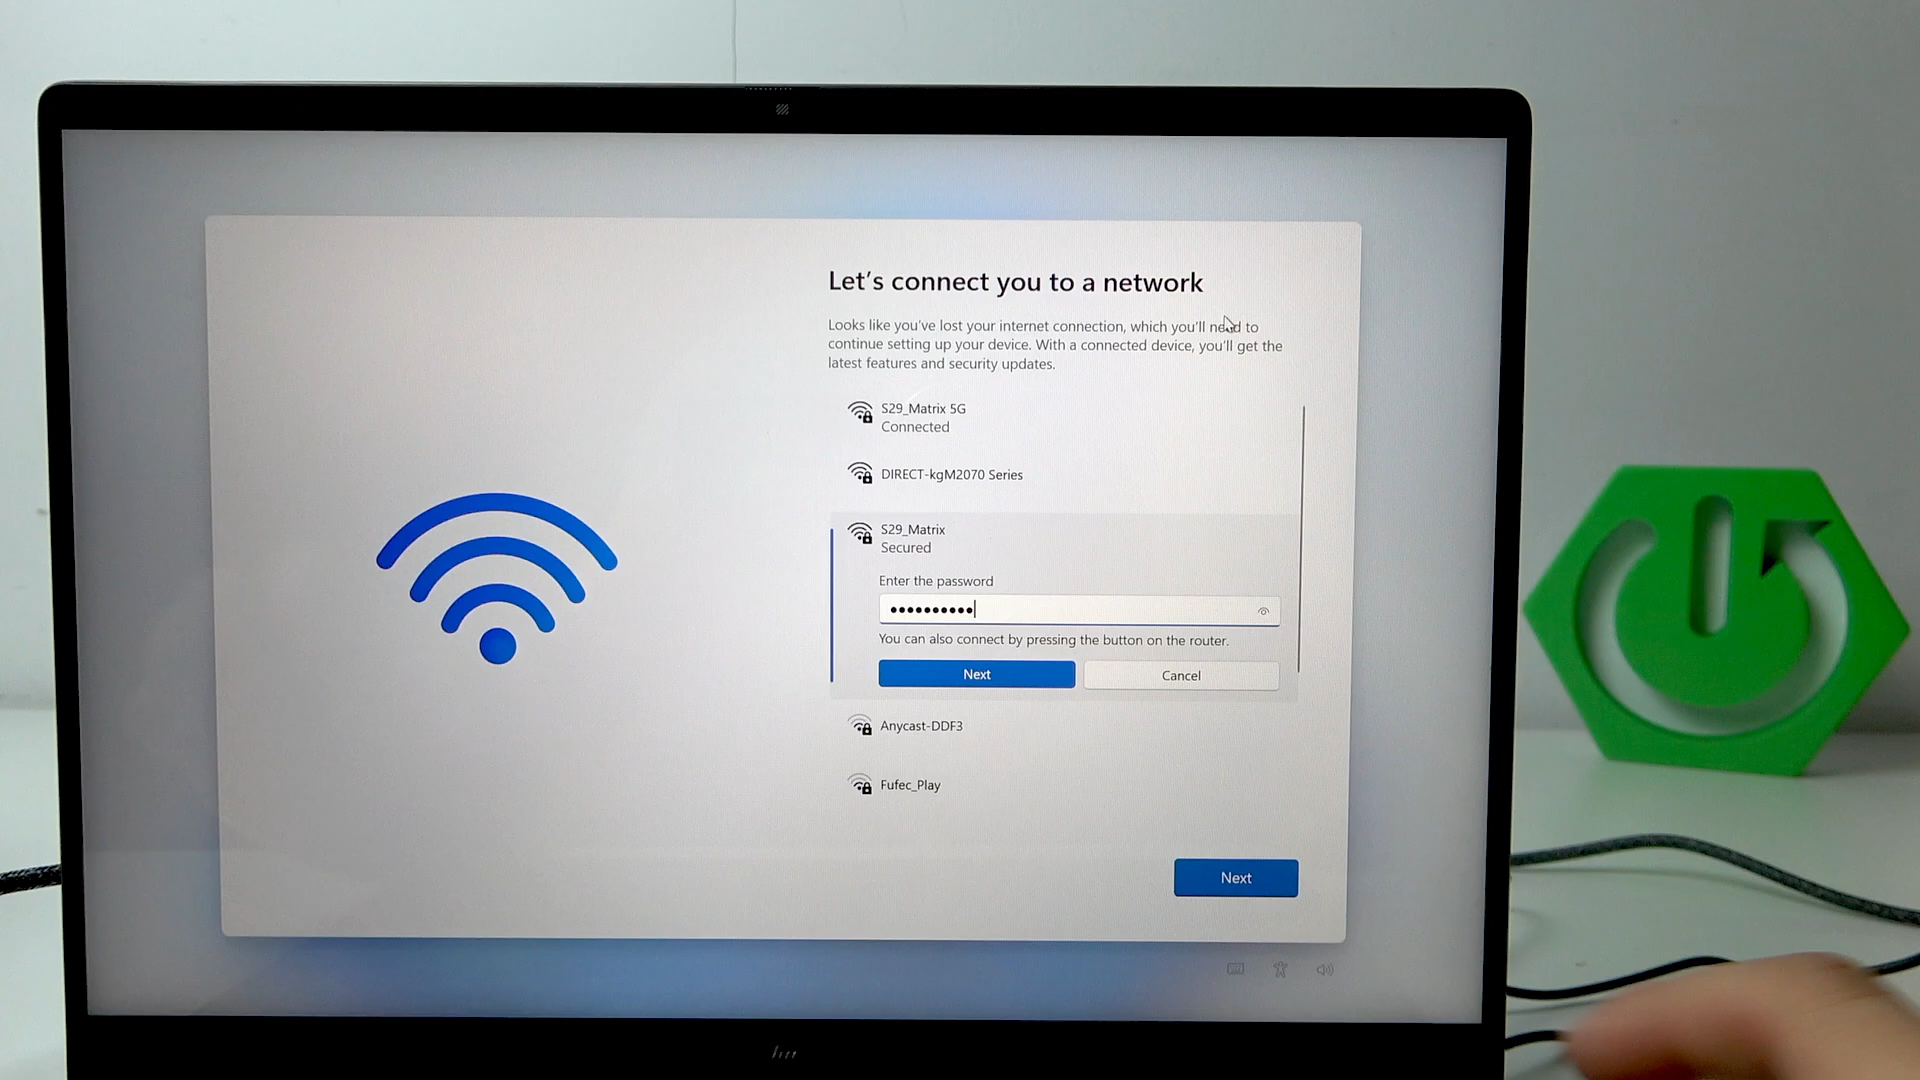 Let's connect you to a network
Looks like you've lost your internet connection, which you'll need to
continue setting up your device. With a connected device, you'll get the
latest features and security updates.
S29_Matrix 5G
Connected
DIRECT-kgM2070 Series
S29_Matrix
Secured
Enter the password
You can also connect by pressing the button on the router.
Next
Cancel
Anycast-DDF3
Fufec_Play
Next
hp